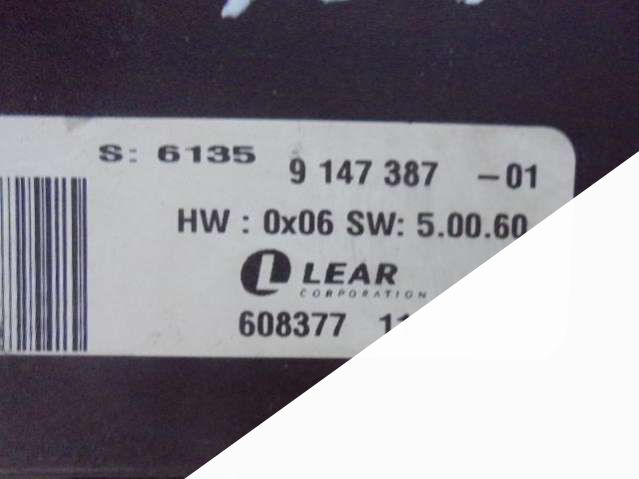 S: 6135
9 147 387 -01
HW : 0x06 SW: 5.00.60
LEAR
CORPORATION
608377